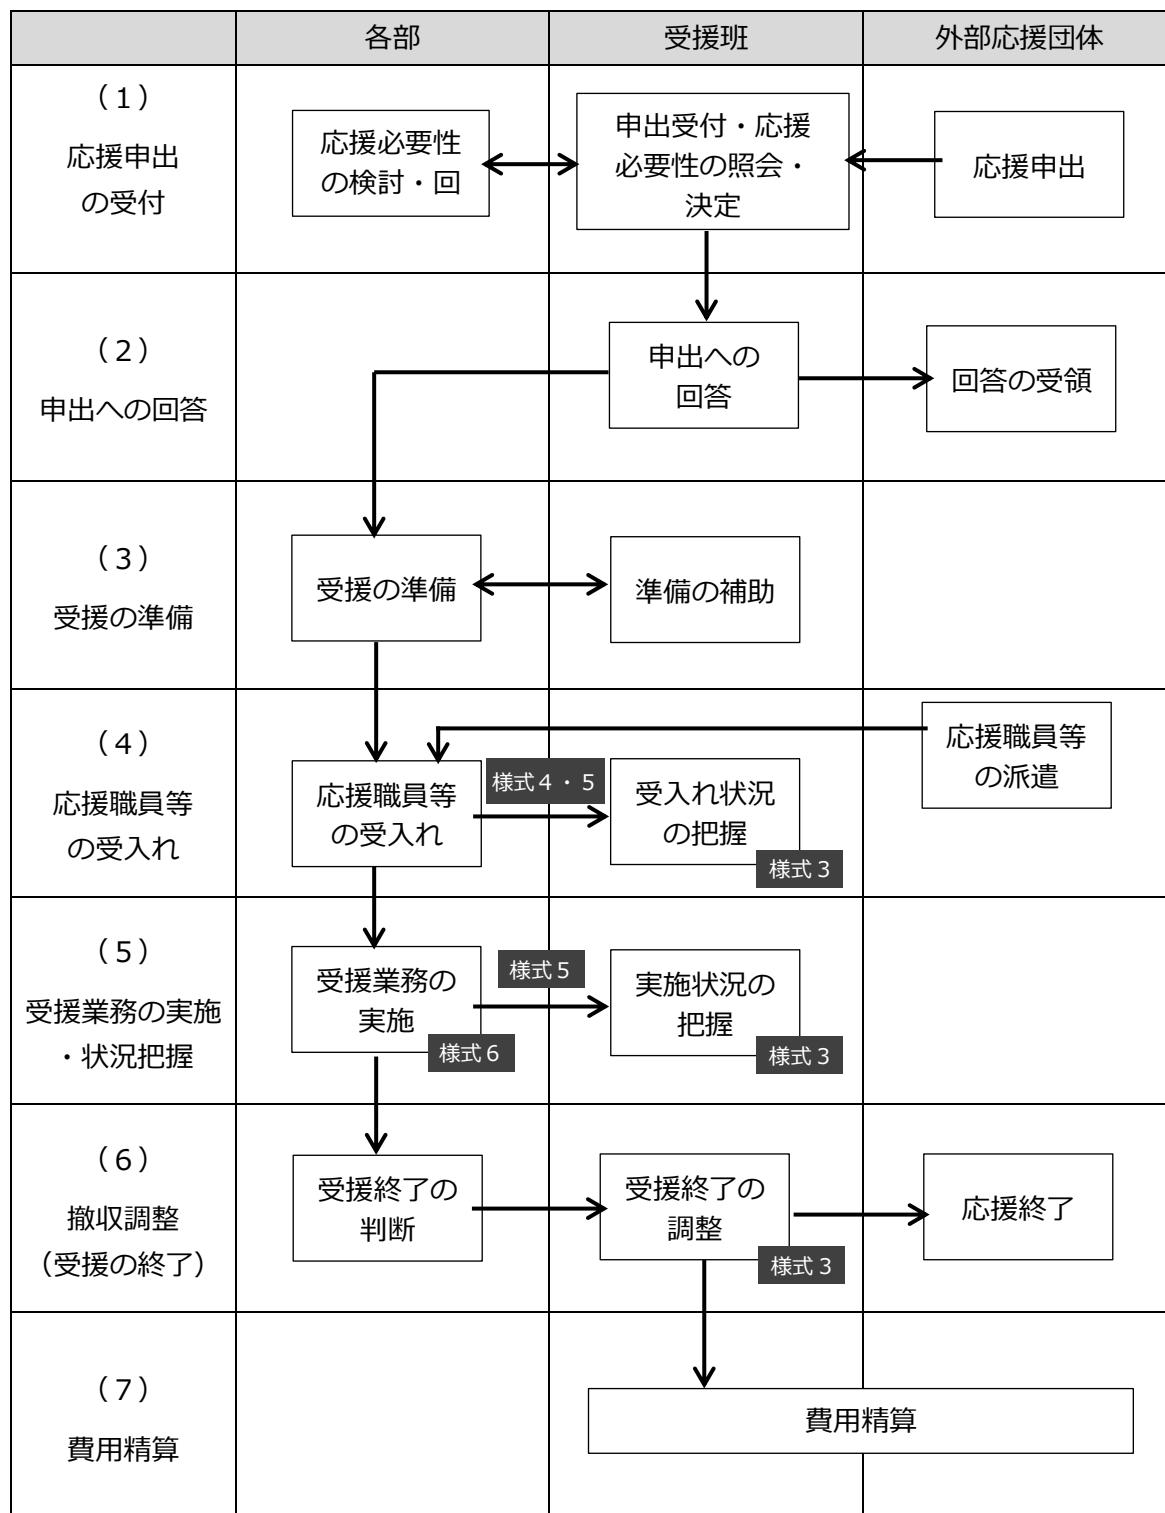 各部
受援班
外部応援団体
（１）
応援申出
の受付
応援必要性
の検討・回
申出受付・応援
必要性の照会・
決定
応援申出
（２）
申出への回答
申出への
回答
回答の受領
（３）
受援の準備
受援の準備
準備の補助
（４）
応援職員等
の受入れ
応援職員等
の受入れ
様式４・５
受入れ状況
の把握
様式３
応援職員等
の派遣
（５）
受援業務の実施
・状況把握
受援業務の
実施
様式６
様式５
実施状況の
把握
様式３
（６）
撤収調整
（受援の終了）
受援終了の
判断
受援終了の
調整
様式３
応援終了
（７）
費用精算
費用精算